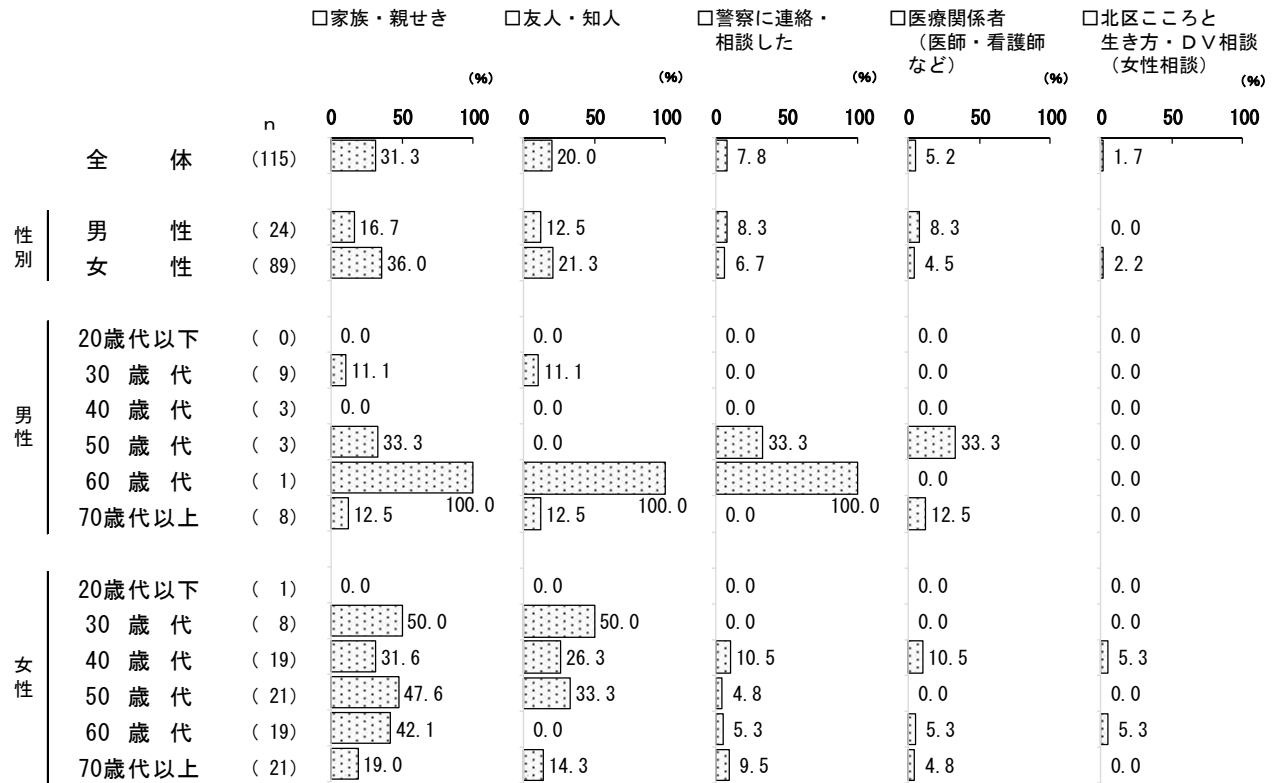 □家族・親せき □友人・知人 □警察に連絡・ □医療関係者 □北区こころと
相談した （医師・看護師 生き方・ＤＶ相談
など） （女性相談）
(%) (%) (%) (%) (%)
n 0 50 100 0 50 100 0 50 100 0 50 100 0 50 100
全 体 (115) 31.3 20.0 7.8 5.2 1.7
性別
男 性 ( 24) 16.7 12.5 8.3 8.3 0.0
女 性 ( 89) 36.0 21.3 6.7 4.5 2.2
男性
20歳代以下 ( 0) 0.0 0.0 0.0 0.0 0.0
30 歳 代 ( 9) 11.1 11.1 0.0 0.0 0.0
40 歳 代 ( 3) 0.0 0.0 0.0 0.0 0.0
50 歳 代 ( 3) 33.3 0.0 33.3 33.3 0.0
60 歳 代 ( 1) 100.0 100.0 100.0 0.0 0.0
70歳代以上 ( 8) 12.5 12.5 0.0 12.5 0.0
女性
20歳代以下 ( 1) 0.0 0.0 0.0 0.0 0.0
30 歳 代 ( 8) 50.0 50.0 0.0 0.0 0.0
40 歳 代 ( 19) 31.6 26.3 10.5 10.5 5.3
50 歳 代 ( 21) 47.6 33.3 4.8 0.0 0.0
60 歳 代 ( 19) 42.1 0.0 5.3 5.3 5.3
70歳代以上 ( 21) 19.0 14.3 9.5 4.8 0.0